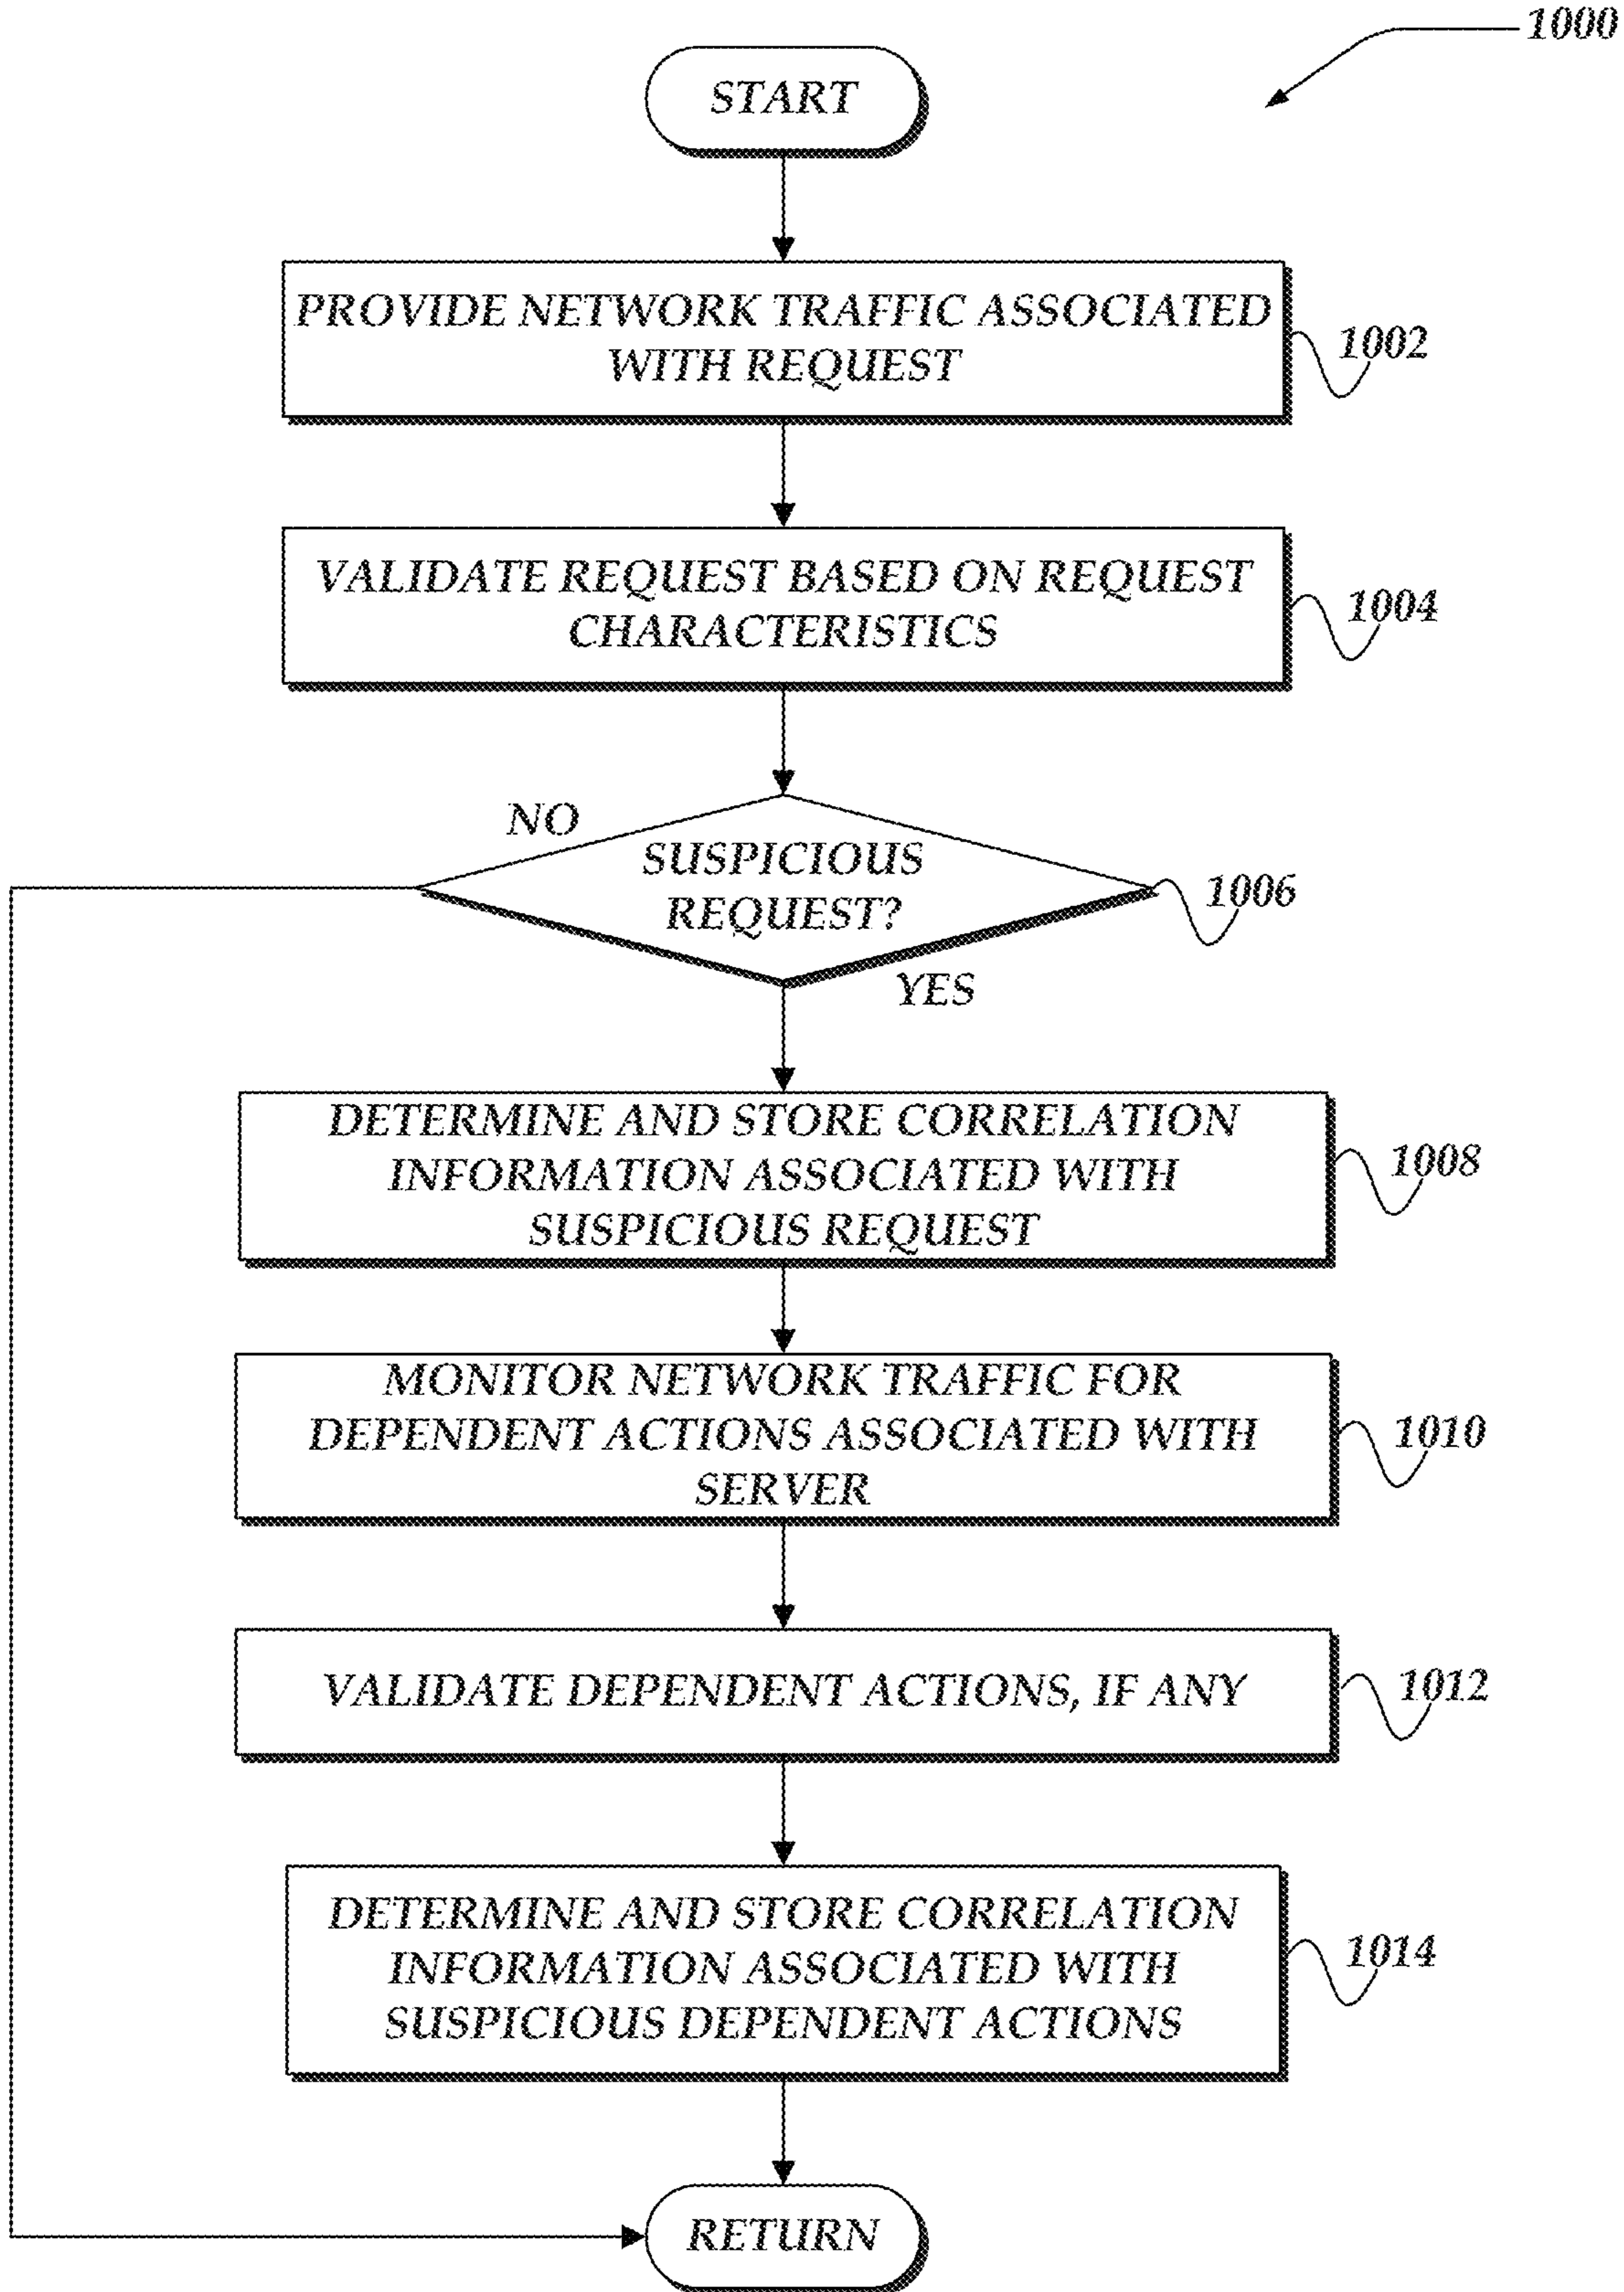 1000
START
PROVIDE NETWORK TRAFFIC ASSOCIATED
WITH REQUEST
1002
VALIDATE REQUEST BASED ON REQUEST
CHARACTERISTICS
1004
NO
SUSPICIOUS
REQUEST?
1006
YES
DETERMINE AND STORE CORRELATION
INFORMATION ASSOCIATED WITH
SUSPICIOUS REQUEST
1008
MONITOR NETWORK TRAFFIC FOR
DEPENDENT ACTIONS ASSOCIATED WITH
SERVER
1010
VALIDATE DEPENDENT ACTIONS, IF ANY
1012
DETERMINE AND STORE CORRELATION
INFORMATION ASSOCIATED WITH
SUSPICIOUS DEPENDENT ACTIONS
1014
RETURN